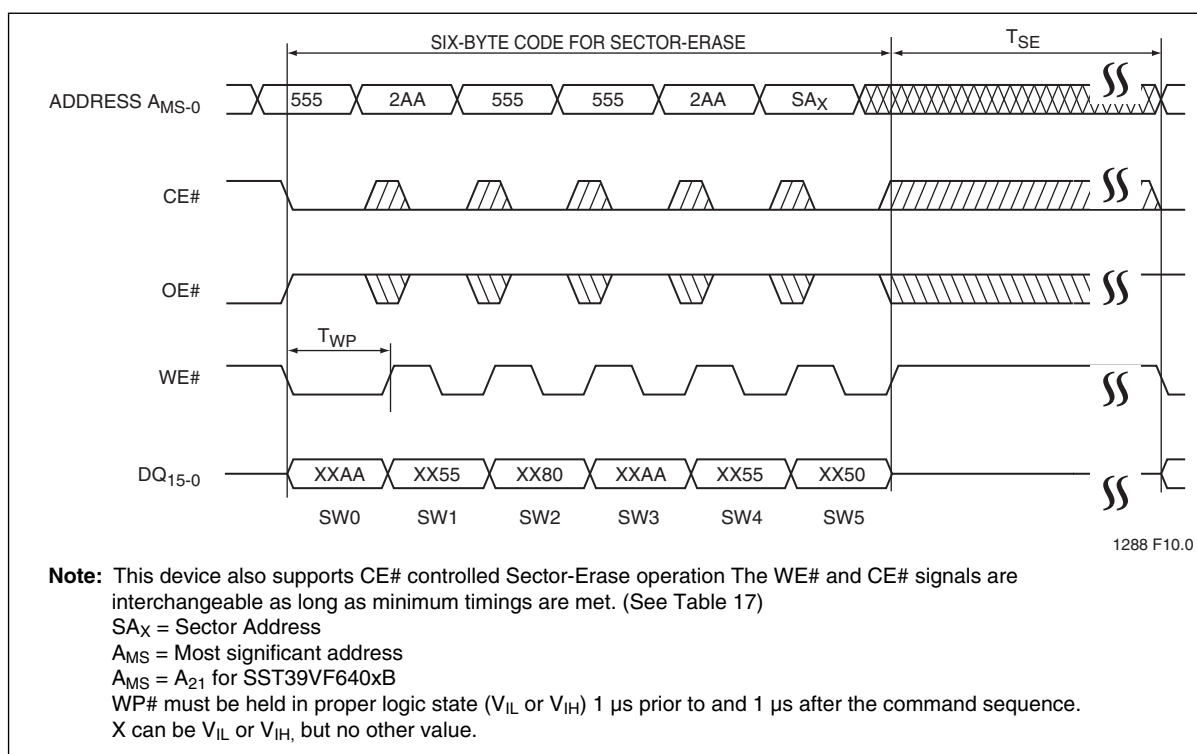 SIX-BYTE CODE FOR SECTOR-ERASE
TSE
ADDRESS AMS-0
555 2AA 555 555 2AA SAX
CE#
OE#
TWP
WE#
DQ15-0
XXAA XX55 XX80 XXAA XX55 XX50
SW0 SW1 SW2 SW3 SW4 SW5
1288 F10.0
Note: This device also supports CE# controlled Sector-Erase operation The WE# and CE# signals are
interchangeable as long as minimum timings are met. (See Table 17)
SAX = Sector Address
AMS = Most significant address
AMS = A21 for SST39VF640xB
WP# must be held in proper logic state (VIL or VIH) 1 µs prior to and 1 µs after the command sequence.
X can be VIL or VIH, but no other value.